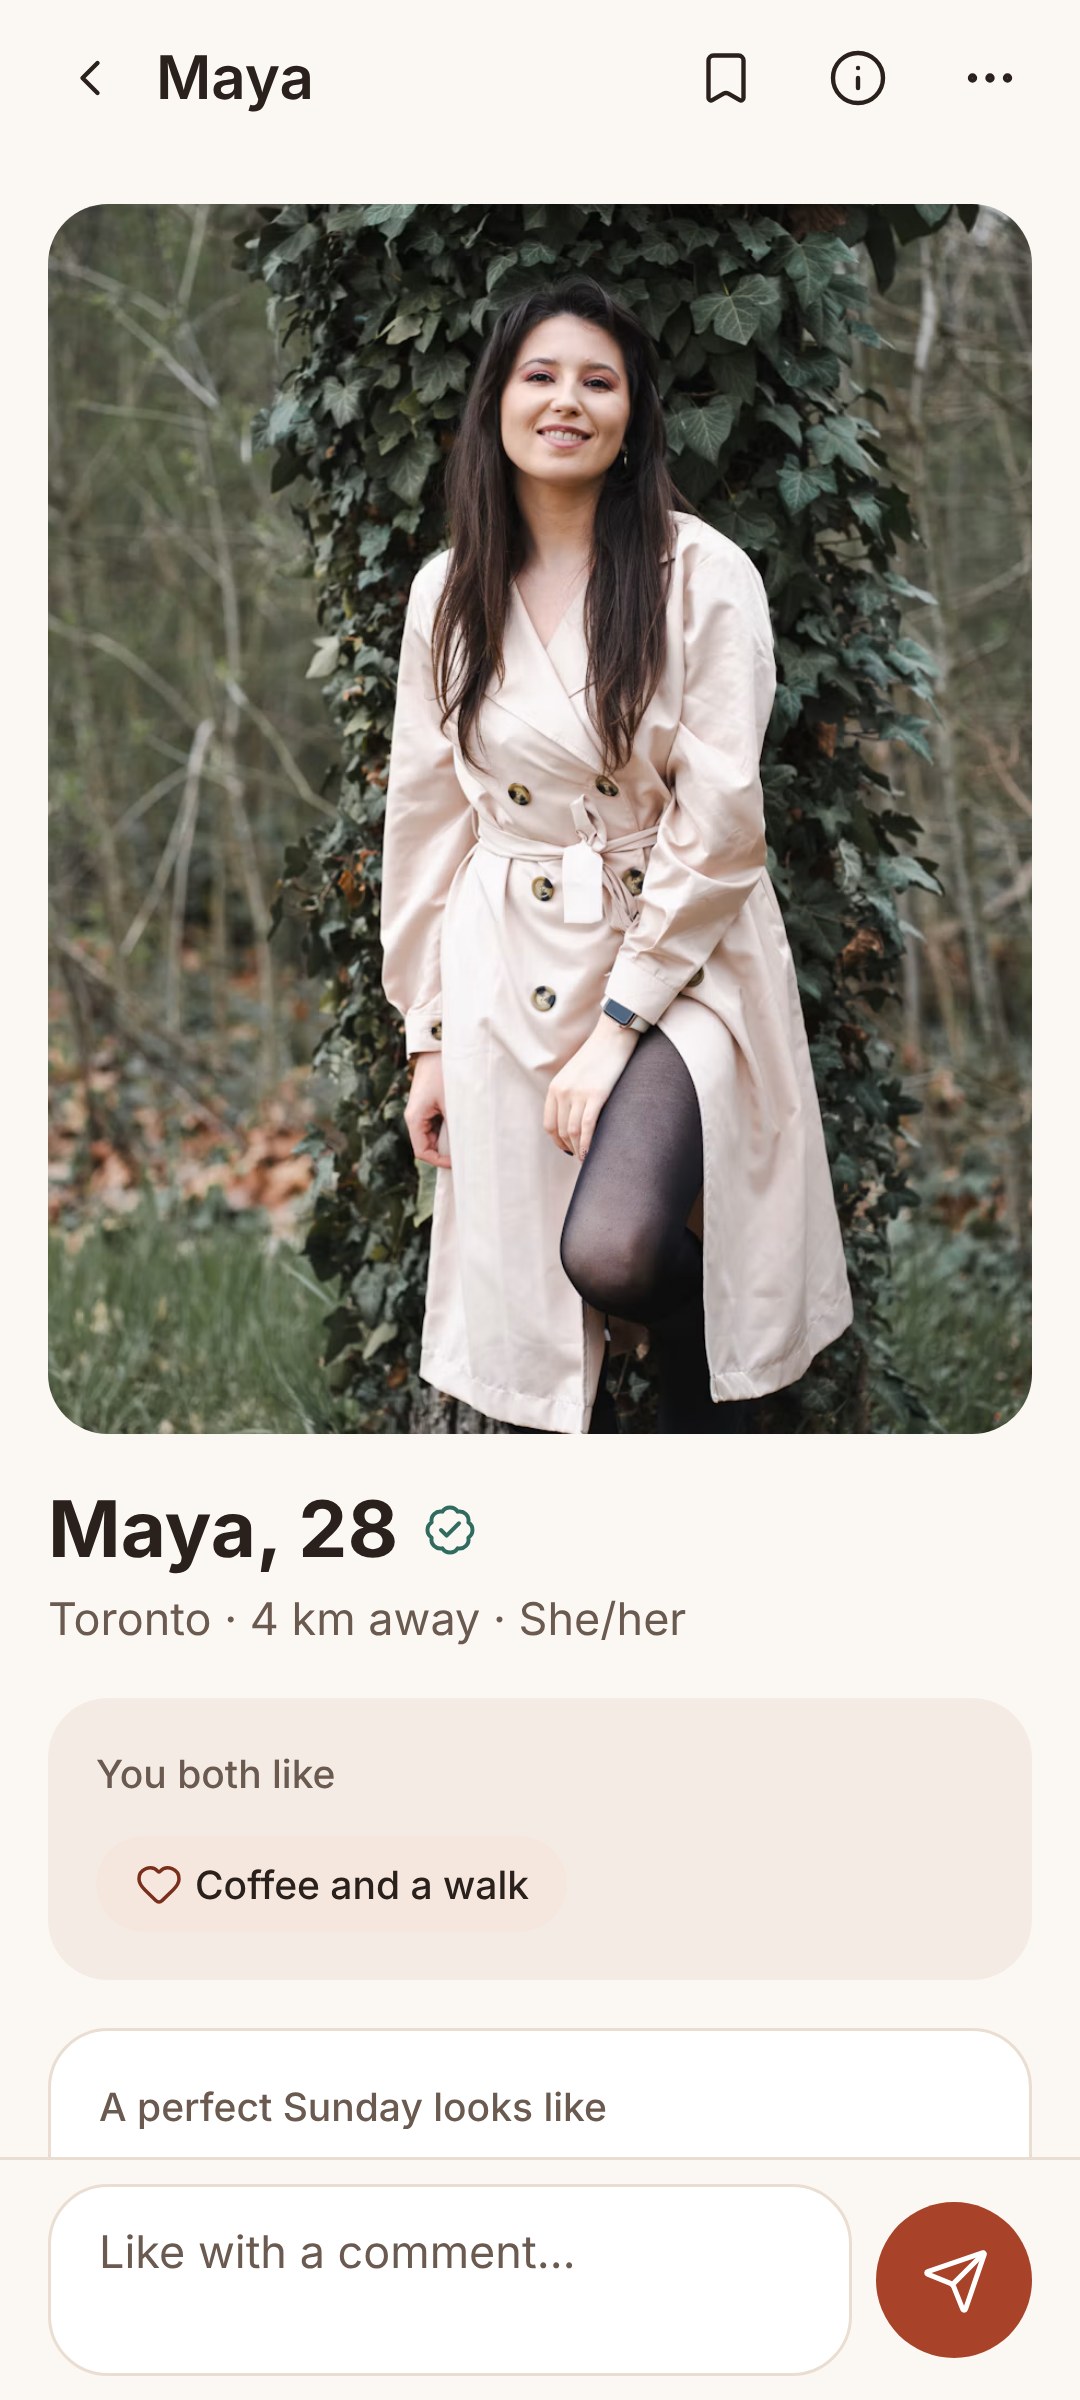 Maya
Maya, 28
Toronto · 4 km away · She/her
You both like
Coffee and a walk
A perfect Sunday looks like
Like with a comment...